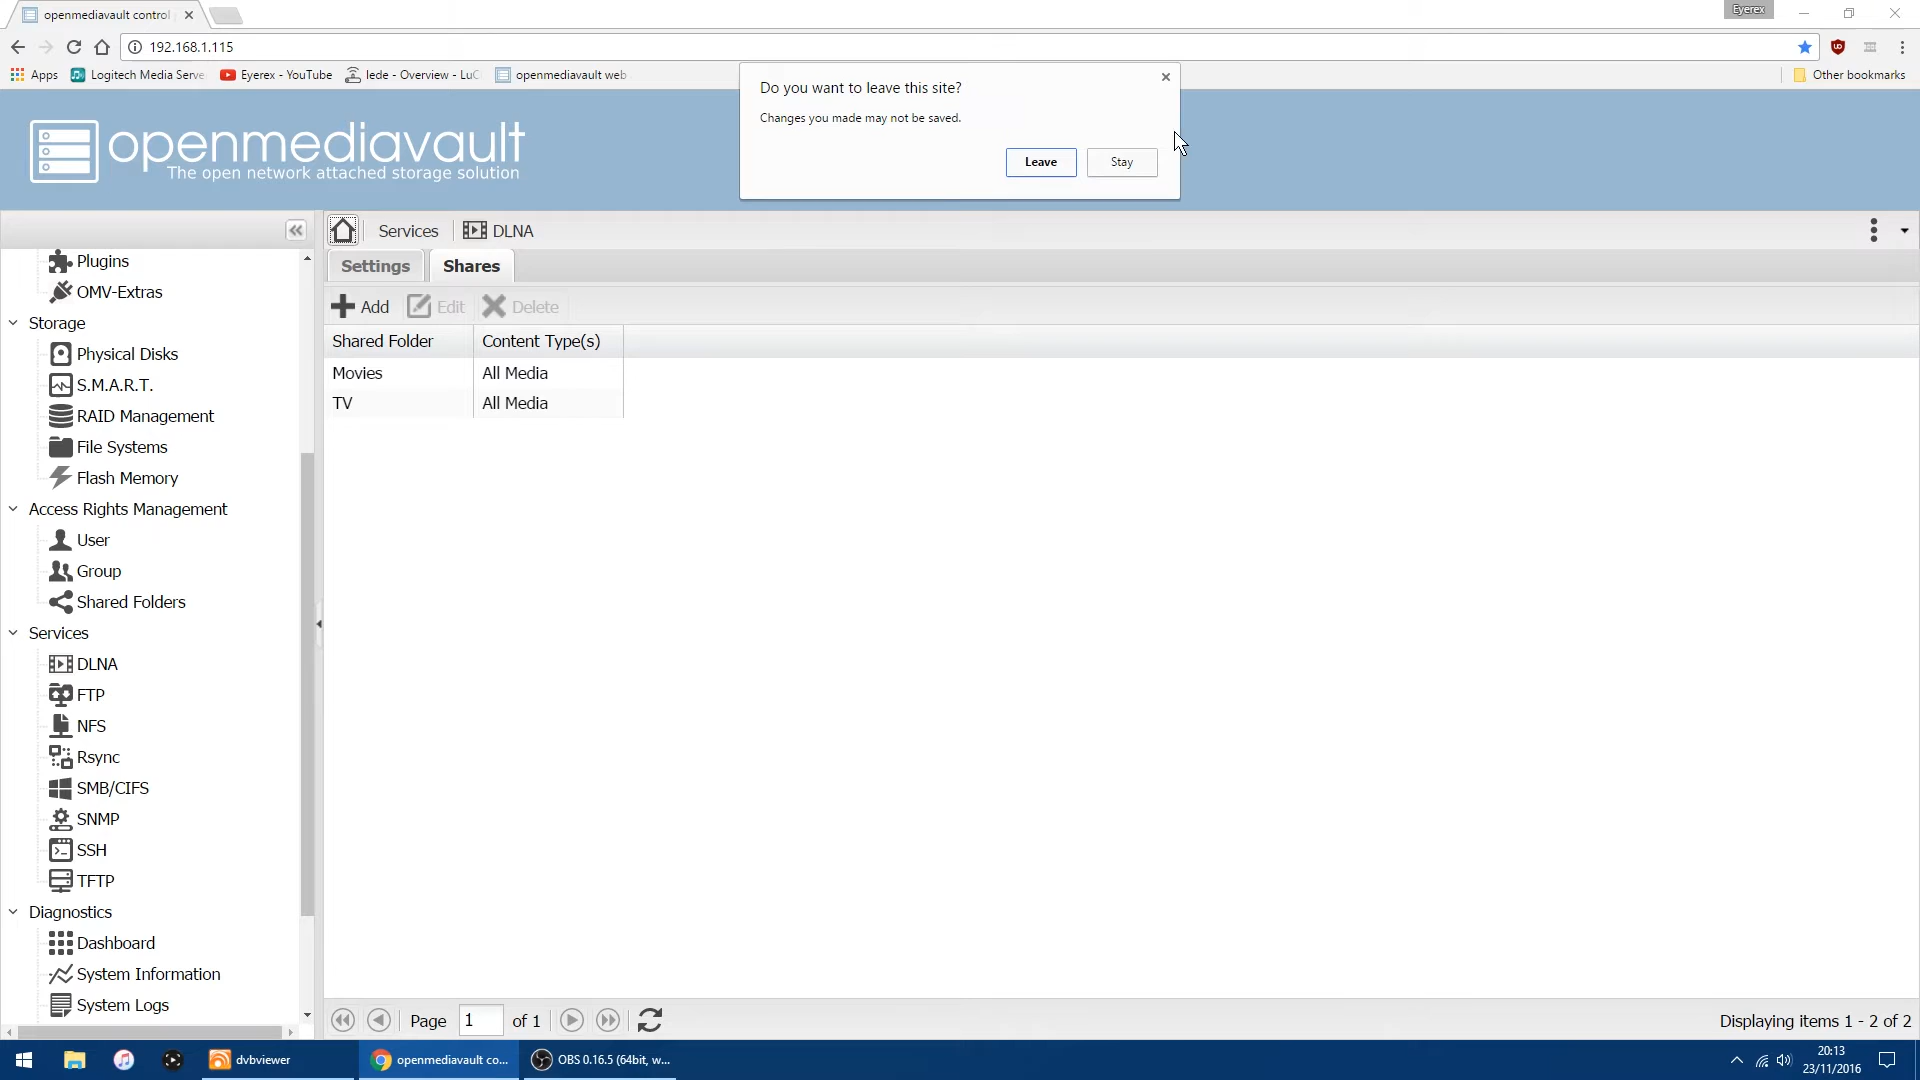 openmediavault control
Eyerex
192.168.1.115
Apps
Logitech Media Serve
Eyerex - YouTube
lede - Overview - LuC
openmediavault web
Other bookmarks
Do you want to leave this site?
Changes you made may not be saved.
Leave
Stay
openmediavault
The open network attached storage solution
Services
DLNA
Plugins
OMV-Extras
Storage
Physical Disks
S.M.A.R.T.
RAID Management
File Systems
Flash Memory
Access Rights Management
User
Group
Shared Folders
Services
DLNA
FTP
NFS
Rsync
SMB/CIFS
SNMP
SSH
TFTP
Diagnostics
Dashboard
System Information
System Logs
Settings
Shares
Add
Edit
Delete
Shared Folder
Content Type(s)
Movies
All Media
TV
All Media
Page
1
of 1
Displaying items 1 - 2 of 2
dvbviewer
openmediavault co...
OBS 0.16.5 (64bit, w...
20:13
23/11/2016